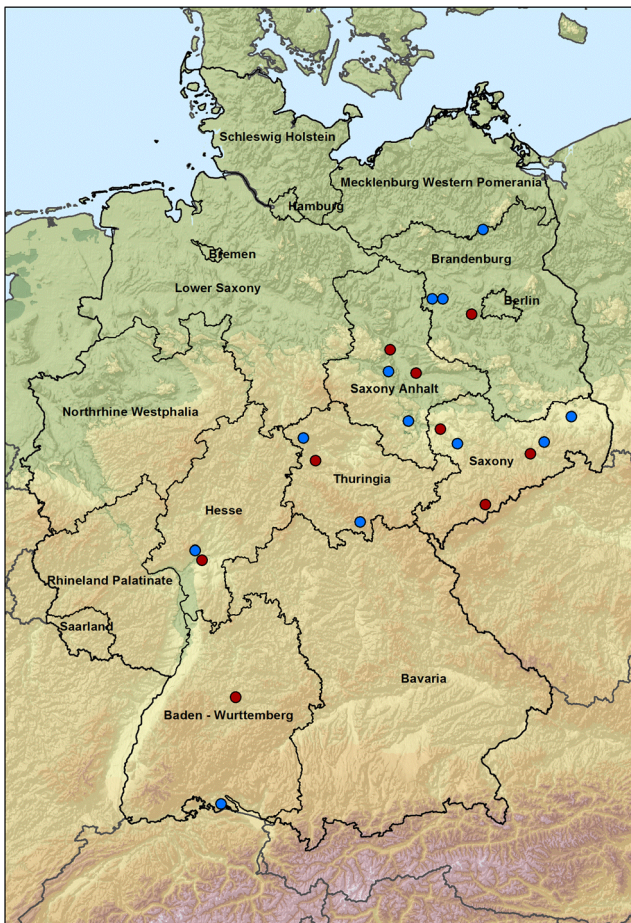 Schleswig Holstein
Mecklenburg Western Pomerania
Hamburg
Bremen
Brandenburg
Lower Saxony
Berlin
Saxony Anhalt
Northrhine Westphalia
Saxony
Thuringia
Hesse
Rhineland Palatinate
Saarland
Bavaria
Baden - Wurttemberg